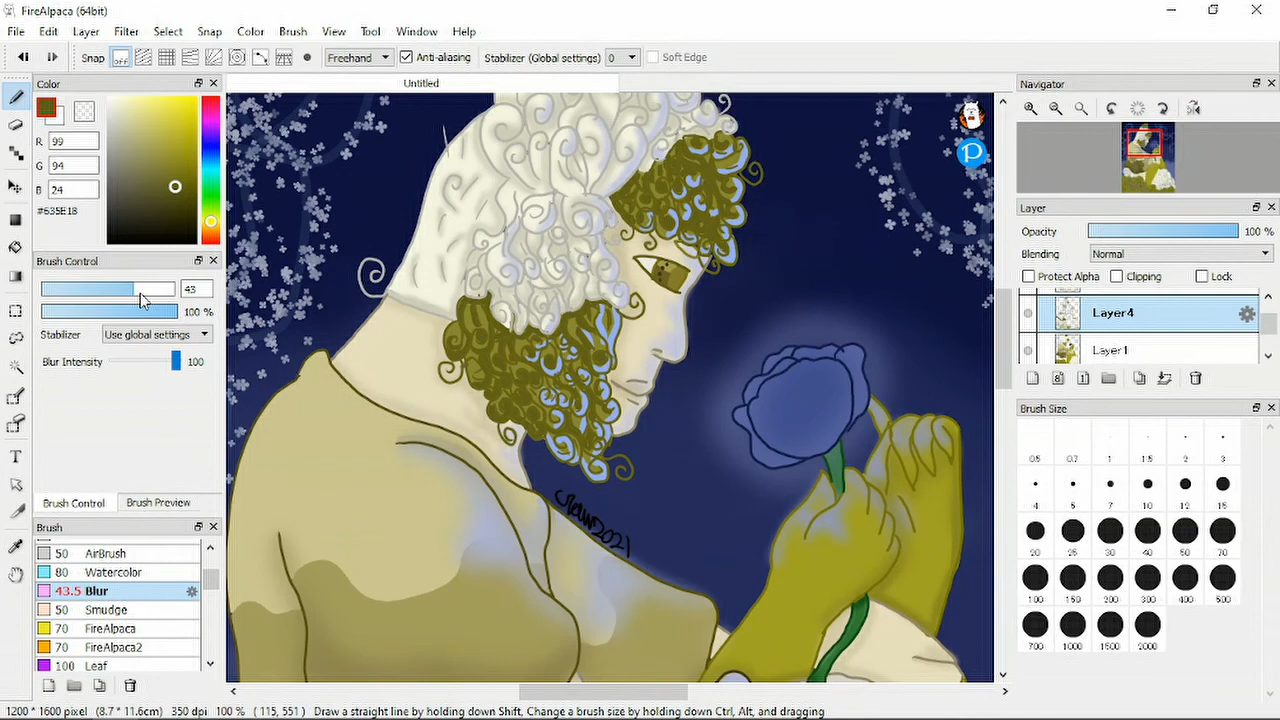 FireAlpaca (64bit)
File Edit Layer Filter Select Snap Color Brush View Tool Window Help
Snap OFF Freehand Anti-aliasing Stabilizer (Global settings) 0 Soft Edge
Color
R 99
G 94
B 24
#635E18
Brush Control
43
100 %
Stabilizer Use global settings
Blur Intensity 100
Brush Control Brush Preview
Brush
50 AirBrush
80 Watercolor
43.5 Blur
50 Smudge
70 FireAlpaca
70 FireAlpaca2
100 Leaf
Untitled
P
2021
Navigator
Layer
Opacity 100 %
Blending Normal
Protect Alpha Clipping Lock
Layer4
Layer1
Brush Size
0.5 0.7 1 1.5 2 3
4 5 7 10 12 15
20 25 30 40 50 70
100 150 200 300 400 500
700 1000 1500 2000
1200 * 1600 pixel (8.7 * 11.6cm) 350 dpi 100 % ( 115, 551 ) Draw a straight line by holding down Shift, Change a brush size by holding down Ctrl, Alt, and dragging